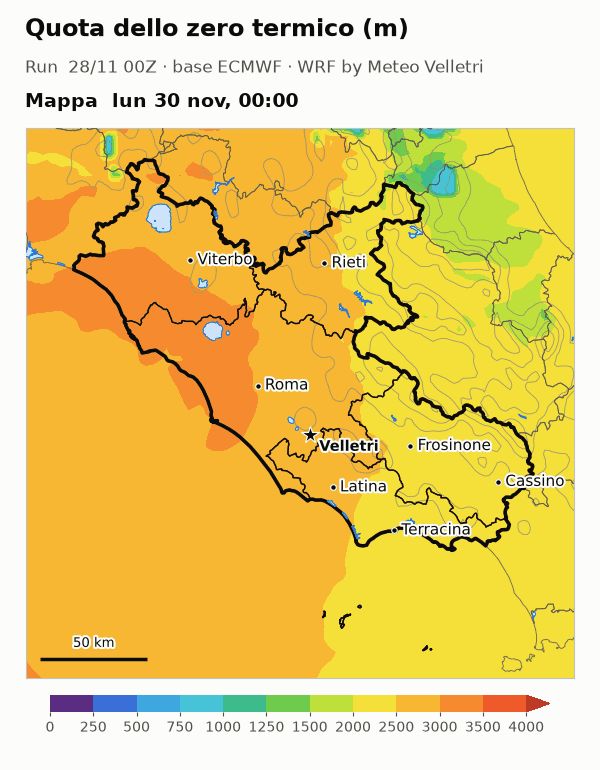 Quota dello zero termico (m)
Run 28/11 00Z · base ECMWF · WRF by Meteo Velletri
Mappa lun 30 nov, 00:00
Viterbo
Rieti
Roma
Velletri
Frosinone
Latina
Cassino
Terracina
50 km
0 250 500 750 1000 1250 1500 2000 2500 3000 3500 4000